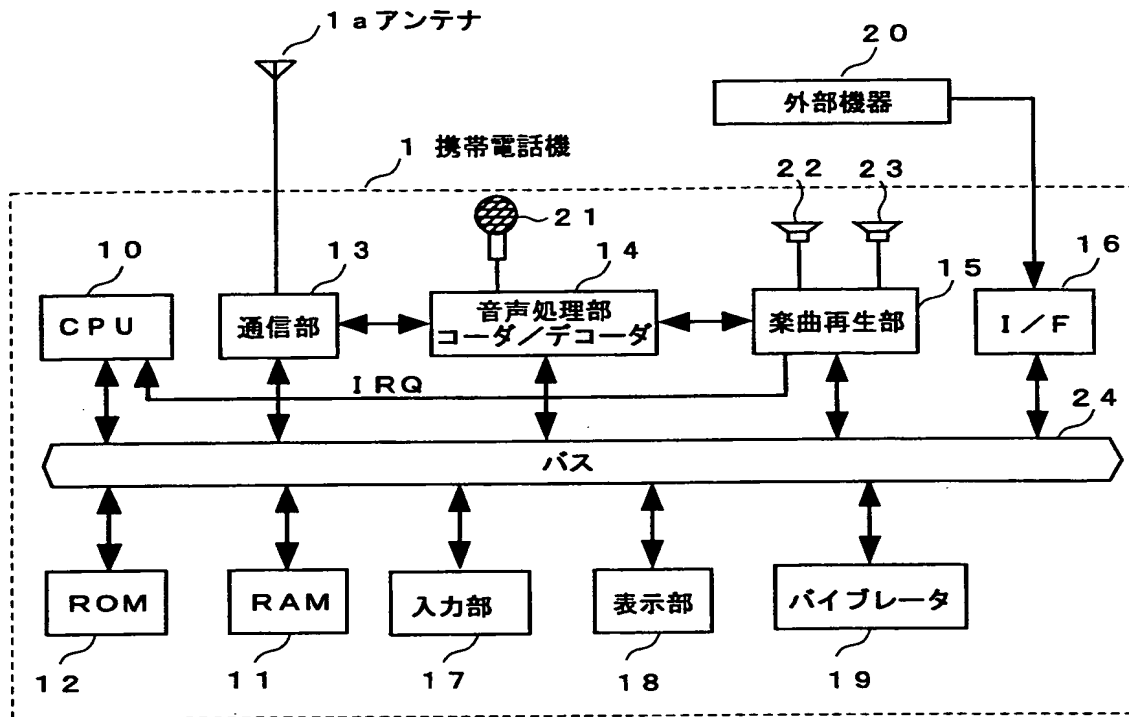 １ａアンテナ
２０
外部機器
１ 携帯電話機
２２
２３
２１
１０
１３
１４
１５
１６
ＣＰＵ
通信部
音声処理部
コーダ／デコーダ
楽曲再生部
Ｉ／Ｆ
ＩＲＱ
２４
バス
ＲＯＭ
ＲＡＭ
入力部
表示部
バイブレータ
１２
１１
１７
１８
１９